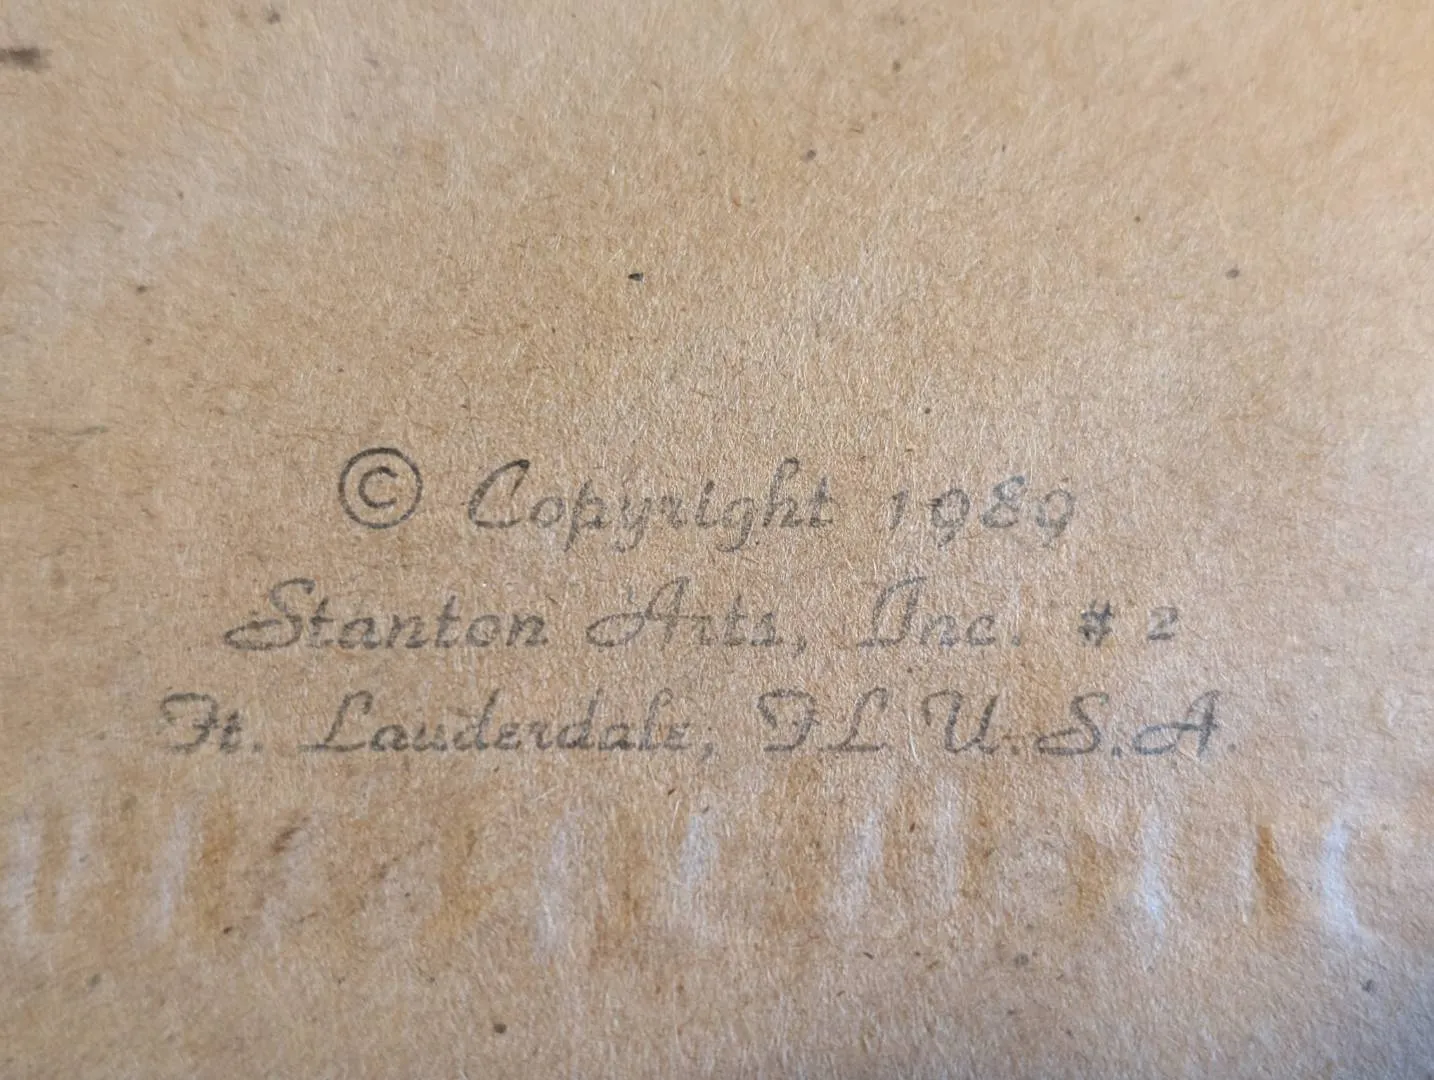 © Copyright 1989
Stanton Arts, Inc. # 2
Ft. Lauderdale, FL U.S.A.